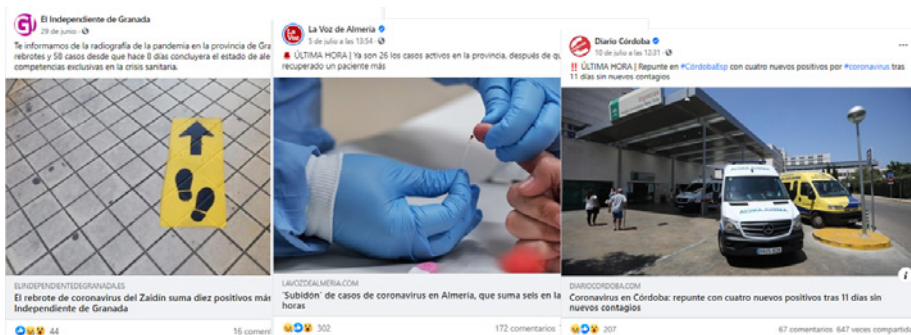 El Independiente de Granada
29 de junio ·
Te informamos de la radiografía de la pandemia en la provincia de Gra
rebrotes y 58 casos desde que hace 8 días concluyera el estado de ale
competencias exclusivas en la crisis sanitaria.
ELINDEPENDIENTEDEGRANADA.ES
El rebrote de coronavirus del Zaidín suma diez positivos más
Independiente de Granada
44
16 coment
La Voz de Almería
5 de julio a las 13:54 ·
ÚLTIMA HORA | Ya son 26 los casos activos en la provincia, después de qu
recuperado un paciente más
LAVOZDEALMERIA.COM
'Subidón' de casos de coronavirus en Almería, que suma seis en la
horas
302
172 comentarios
Diario Córdoba
10 de julio a las 12:31 ·
‼ ÚLTIMA HORA | Repunte en #CórdobaEsp con cuatro nuevos positivos por #coronavirus tras
11 días sin nuevos contagios
DIARIOCORDOBA.COM
Coronavirus en Córdoba: repunte con cuatro nuevos positivos tras 11 días sin
nuevos contagios
207
67 comentarios 647 veces compartido